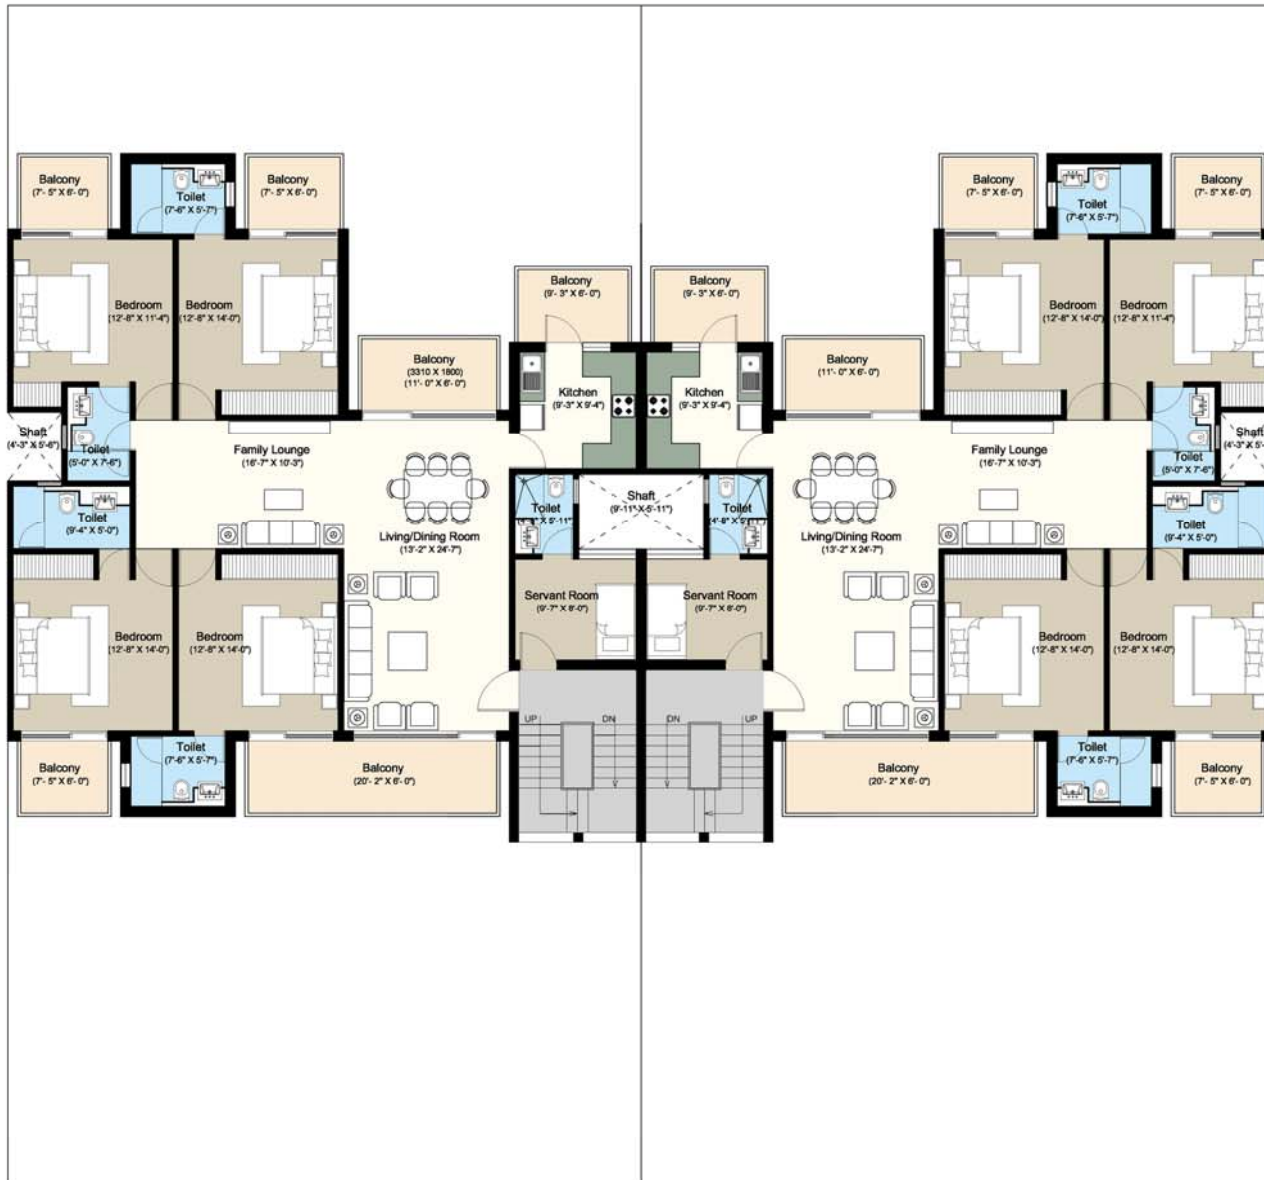 Balcony
(7'- 5" X 6'- 0")
Toilet
(7'-6" X 5'-7")
Balcony
(7'- 5" X 6'- 0")
Balcony
(7'- 5" X 6'- 0")
Toilet
(7'-6" X 5'-7")
Balcony
(7'- 5" X 6'- 0")
Bedroom
(12'-8" X 11'-4")
Bedroom
(12'-8" X 14'-0")
Balcony
(9'- 3" X 6'- 0")
Balcony
(9'- 3" X 6'- 0")
Bedroom
(12'-8" X 14'-0")
Bedroom
(12'-8" X 11'-4")
Balcony
(3310 X 1800)
(11'- 0" X 6'- 0")
Kitchen
(9'-3" X 9'-4")
Kitchen
(9'-3" X 9'-4")
Balcony
(11'- 0" X 6'- 0")
Shaft
(4'-3" X 5'-6")
Toilet
(5'-0" X 7'-6")
Family Lounge
(16'-7" X 10'-3")
Family Lounge
(16'-7" X 10'-3")
Toilet
(5'-0" X 7'-6")
Shaft
(4'-3" X 5'-
Toilet
(9'-4" X 5'-0")
Living/Dining Room
(13'-2" X 24'-7")
Toilet
X 5'-11"
Shaft
(9'-11" X 5'-11")
Toilet
(4'-8" X
Living/Dining Room
(13'-2" X 24'-7")
Toilet
(9'-4" X 5'-0")
Bedroom
(12'-8" X 14'-0")
Bedroom
(12'-8" X 14'-0")
Servant Room
(9'-7" X 8'-0")
Servant Room
(9'-7" X 8'-0")
Bedroom
(12'-8" X 14'-0")
Bedroom
(12'-8" X 14'-0")
UP
DN
DN
UP
Balcony
(7'- 5" X 6'- 0")
Toilet
(7'-6" X 5'-7")
Balcony
(20'- 2" X 6'- 0")
Balcony
(20'- 2" X 6'- 0")
Toilet
(7'-6" X 5'-7")
Balcony
(7'- 5" X 6'- 0")